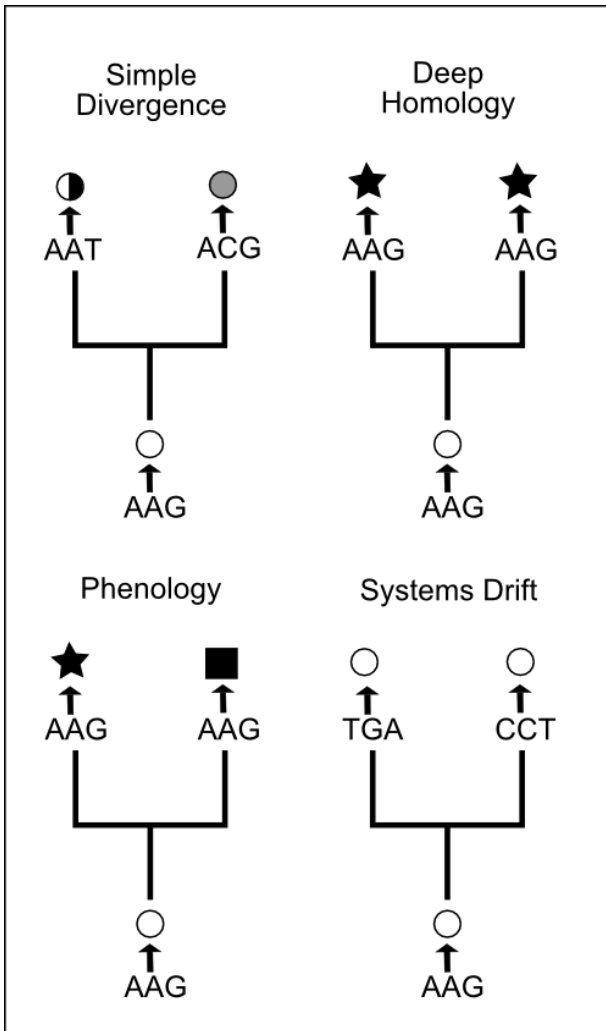 Simple
Divergence
Deep
Homology
AAT
ACG
AAG
AAG
AAG
AAG
Phenology
Systems Drift
AAG
AAG
TGA
CCT
AAG
AAG